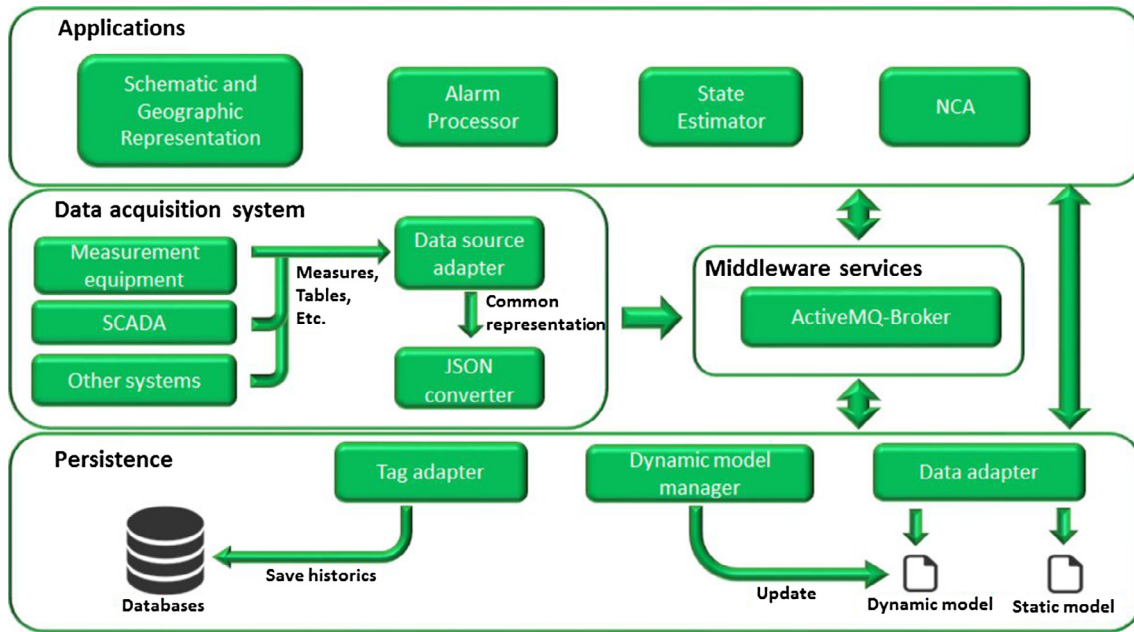 Applications
Schematic and
Geographic
Representation
Alarm
Processor
State
Estimator
NCA
Data acquisition system
Measurement
equipment
SCADA
Other systems
Measures,
Tables,
Etc.
Data source
adapter
Common
representation
JSON
converter
Middleware services
ActiveMQ-Broker
Persistence
Tag adapter
Dynamic model
manager
Data adapter
Databases
Save historics
Update
Dynamic model
Static model